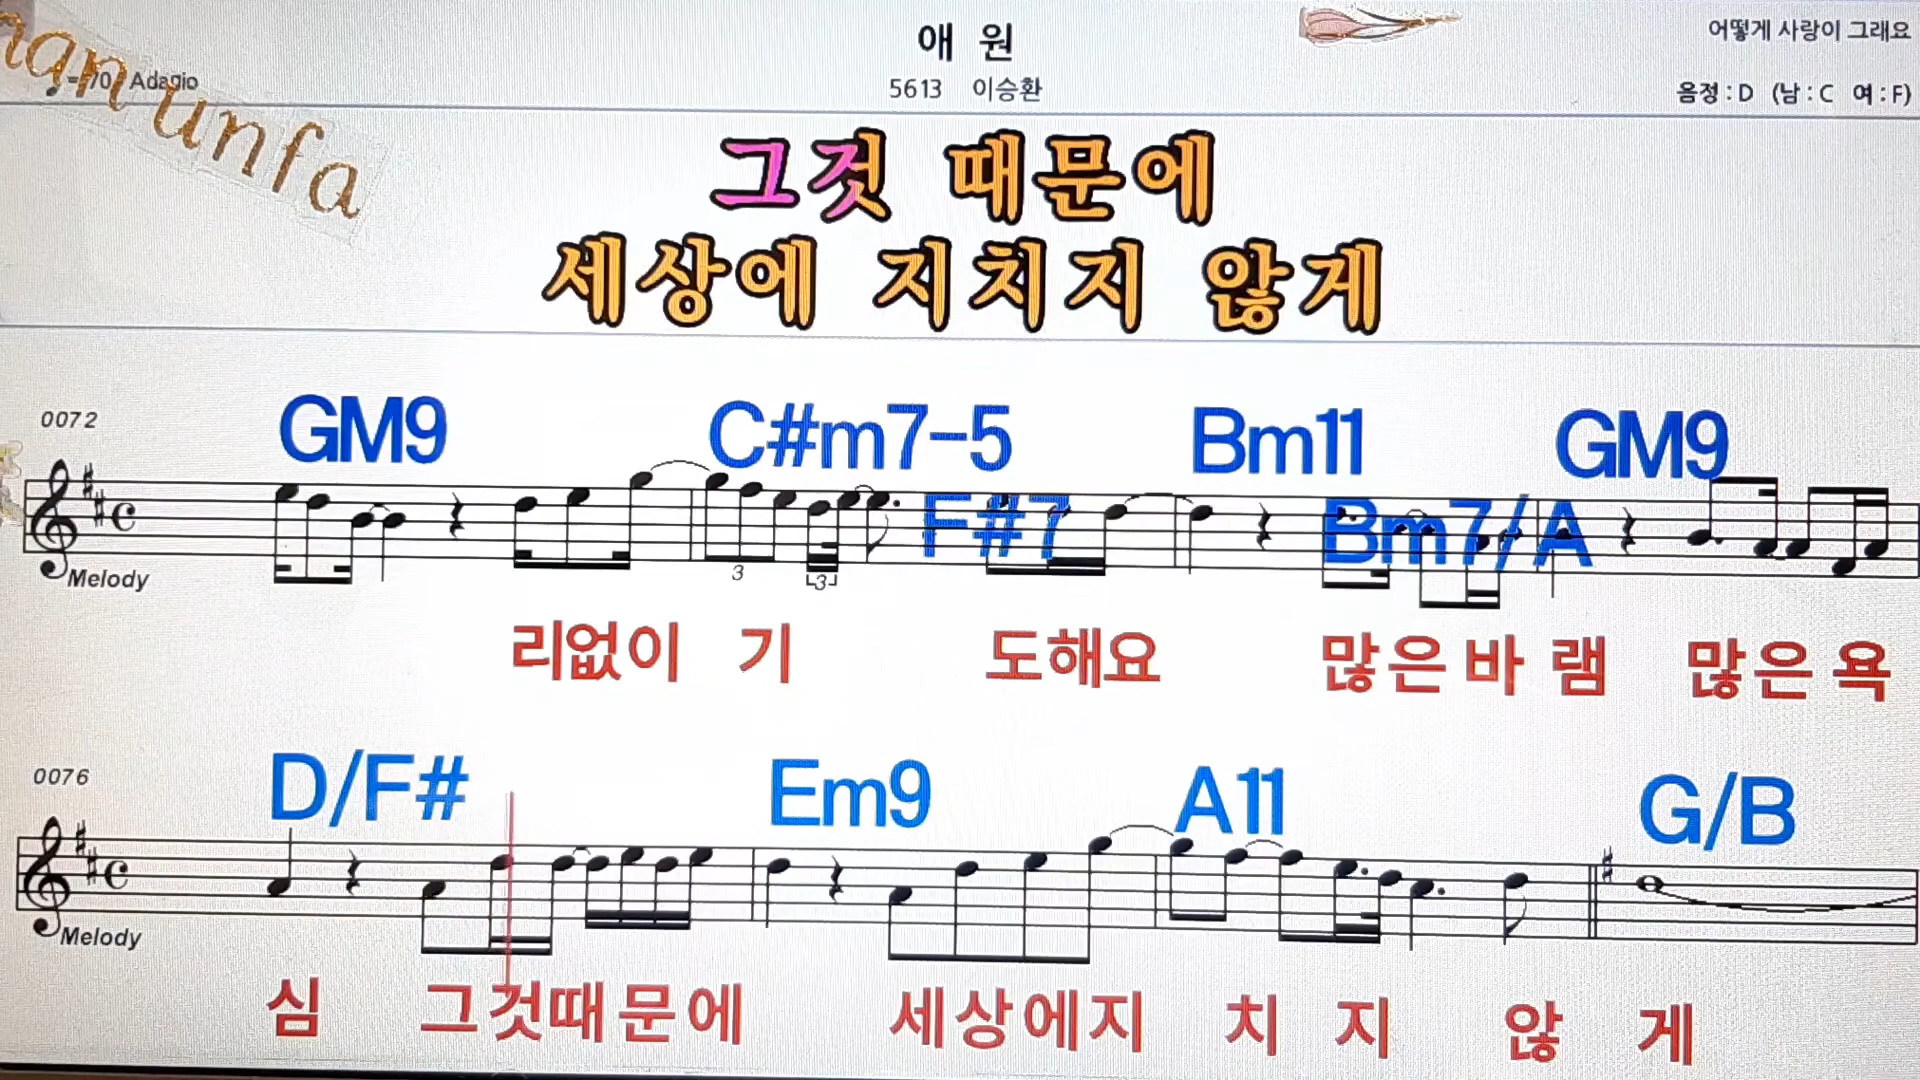 애 원
어떻게 사랑이 그래요
Adagio
5613 이승환
음정 : D (남 : C 여 : F)
unfa
그것 때문에
세상에 지치지 않게
0072
GM9 C#m7-5 Bm11 GM9
F#7 Bm7/A
3 3
Melody
리없이 기 도해요 많은 바 램 많은 욕
0076
D/F# Em9 A11 G/B
Melody
심 그것때문에 세상에지 치 지 않 게